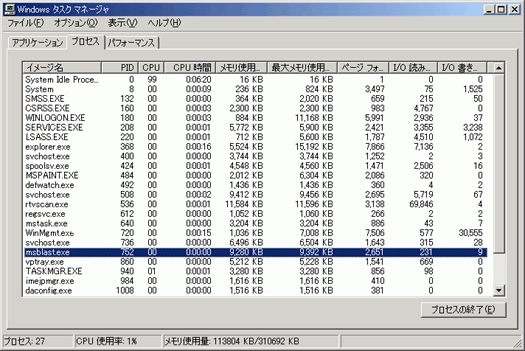 Windows タスク マネージャ
ファイル(F) オプション(O) 表示(V) ヘルプ(H)
アプリケーション プロセス パフォーマンス
イメージ名 PID CPU CPU 時間 メモリ使用... 最大メモリ使用... ページ フォ... I/O 読み... I/O 書き...
System Idle Proce... 0 99 0:06:20 16 KB 16 KB 1 0 0
System 8 00 0:00:09 236 KB 824 KB 3,497 75 1,525
SMSS.EXE 132 00 0:00:00 364 KB 2,020 KB 659 215 50
CSRSS.EXE 160 00 0:00:03 2,300 KB 2,300 KB 983 4,767 0
WINLOGON.EXE 156 00 0:00:03 884 KB 11,168 KB 5,991 2,936 37
SERVICES.EXE 208 00 0:00:01 5,772 KB 5,900 KB 2,421 3,355 3,238
LSASS.EXE 220 00 0:00:00 5,232 KB 5,260 KB 1,787 4,510 1,072
explorer.exe 368 00 0:00:16 5,524 KB 15,192 KB 7,866 7,136 2
svchost.exe 400 00 0:00:00 3,744 KB 3,744 KB 1,252 2 3
spoolsv.exe 424 00 0:00:01 4,548 KB 4,560 KB 1,471 2,506 16
MSPAINT.EXE 484 00 0:00:00 2,012 KB 6,304 KB 2,086 320 0
defwatch.exe 492 00 0:00:00 1,436 KB 1,436 KB 360 4 2
svchost.exe 508 00 0:00:02 9,412 KB 9,456 KB 2,695 5,719 67
rtvscan.exe 536 00 0:00:01 11,584 KB 11,596 KB 3,138 69,846 4
regsvc.exe 612 00 0:00:00 1,052 KB 1,060 KB 266 2 2
mstask.exe 640 00 0:00:00 3,204 KB 3,204 KB 886 43 7
WinMgmt.exe 720 00 0:00:15 1,036 KB 7,008 KB 7,506 577 30,855
svchost.exe 736 00 0:00:00 6,496 KB 6,504 KB 1,643 315 28
msblast.exe 752 00 0:00:00 9,280 KB 9,392 KB 2,651 231 9
vptray.exe 860 00 0:00:00 5,212 KB 5,228 KB 1,541 669 0
TASKMGR.EXE 940 01 0:00:01 2,340 KB 3,280 KB 856 98 0
imejpmgr.exe 984 00 0:00:00 1,616 KB 1,616 KB 410 0 0
daconfig.exe 1008 00 0:00:00 1,516 KB 1,516 KB 381 0 0
プロセスの終了(E)
プロセス: 27 CPU 使用率: 1% メモリ使用量: 113804 KB/310692 KB